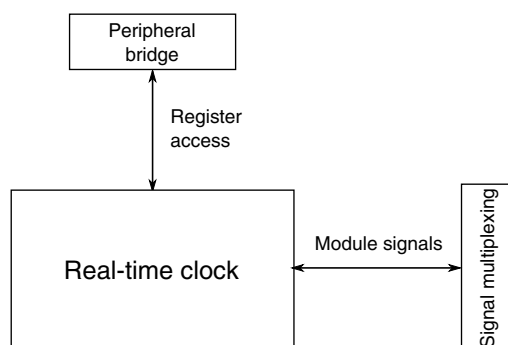 Peripheral
bridge
Register
access
Real-time clock
Module signals
Signal multiplexing